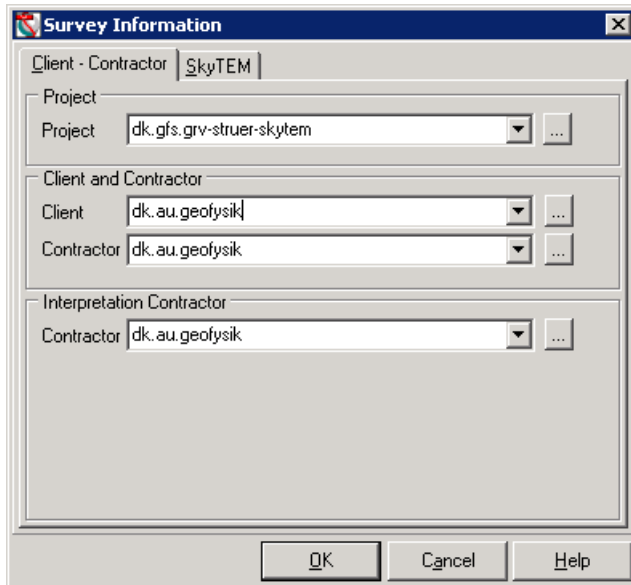 Survey Information
Client - Contractor SkyTEM
Project
Project dk.gfs.grv-struer-skytem ...
Client and Contractor
Client dk.au.geofysik ...
Contractor dk.au.geofysik ...
Interpretation Contractor
Contractor dk.au.geofysik ...
OK Cancel Help